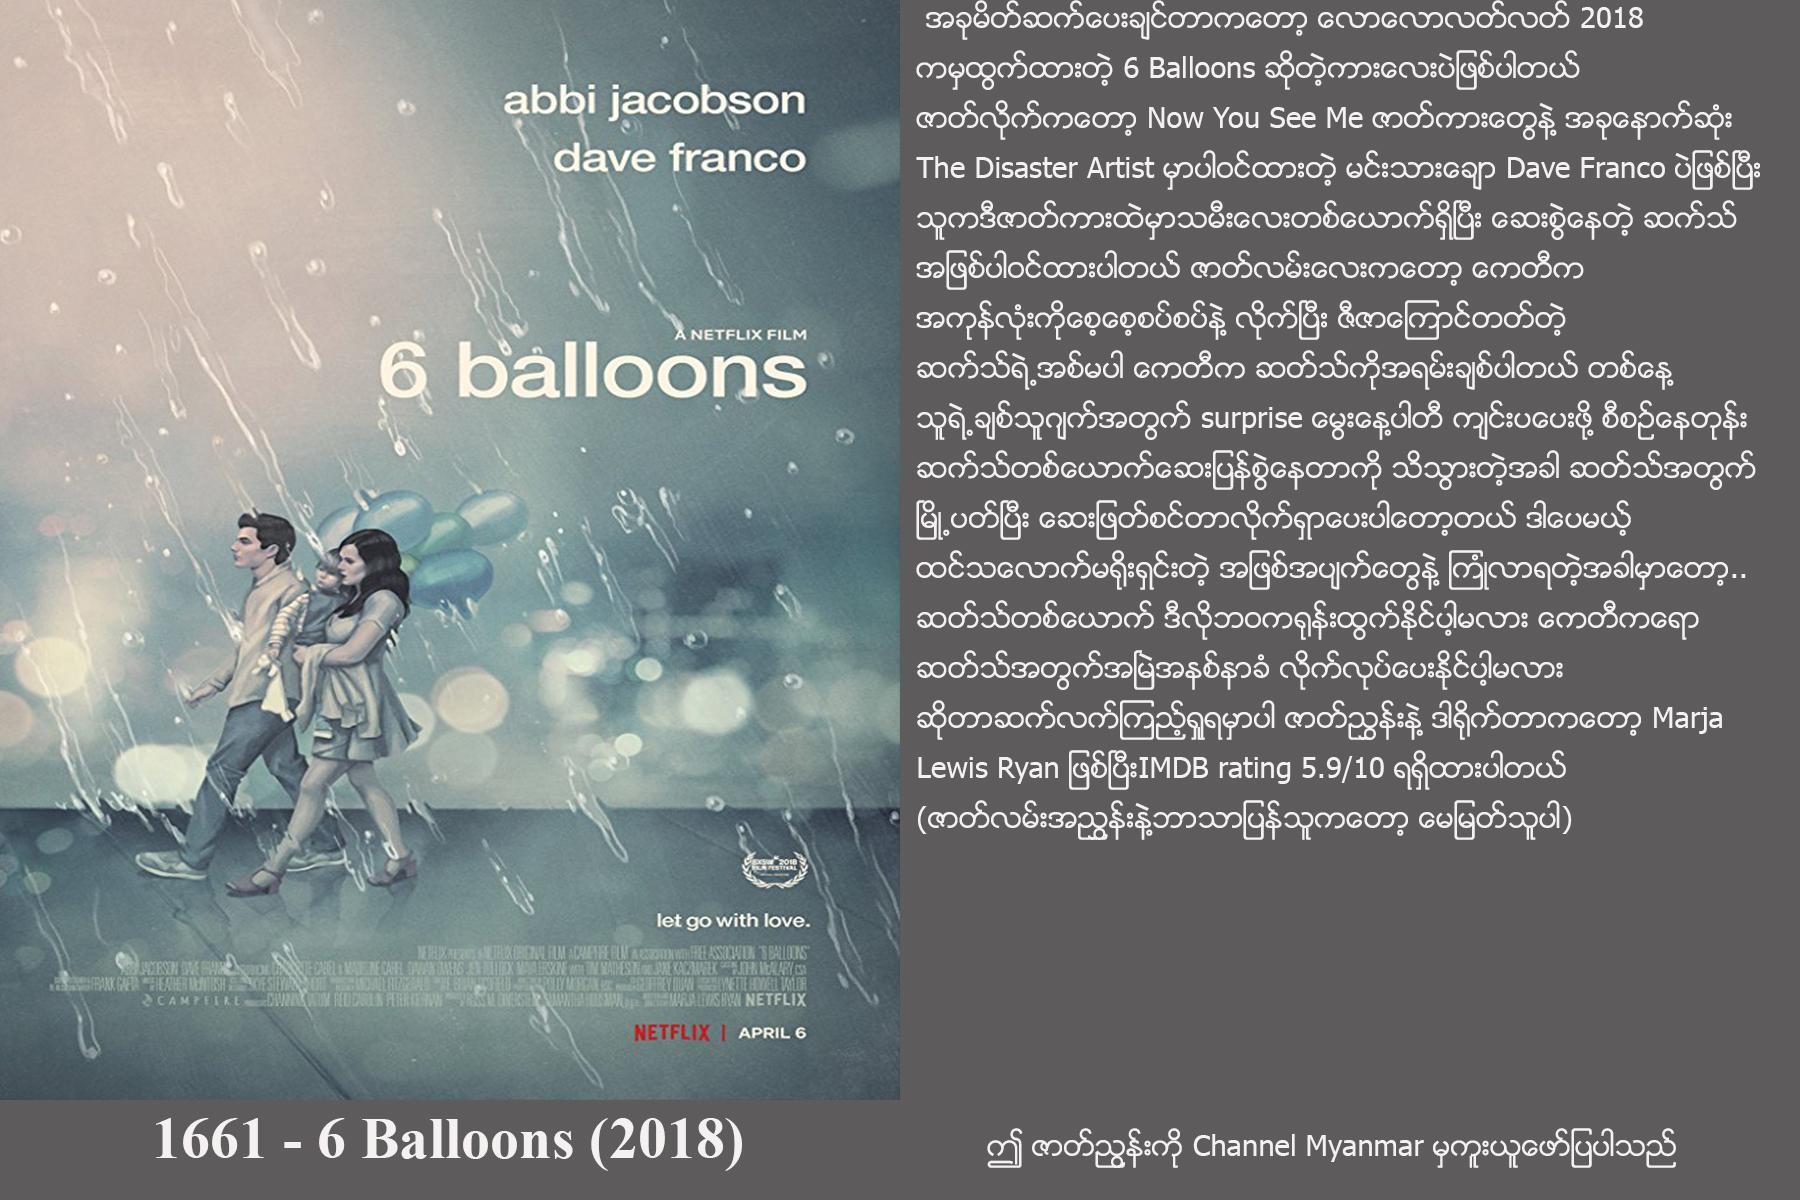 abbi jacobson
dave franco
A NETFLIX FILM
6 balloons
SXSW 2018
FILM FESTIVAL
let go with love.
CAMPFIRE
NETFLIX
NETFLIX | APRIL 6
1661 - 6 Balloons (2018)
အခုမိတ်ဆက်ပေးချင်တာကတော့ လောလောလတ်လတ် 2018
ကမှထွက်ထားတဲ့ 6 Balloons ဆိုတဲ့ကားလေးပဲဖြစ်ပါတယ်
ဇာတ်လိုက်ကတော့ Now You See Me ဇာတ်ကားတွေနဲ့ အခုနောက်ဆုံး
The Disaster Artist မှာပါဝင်ထားတဲ့ မင်းသားချော Dave Franco ပဲဖြစ်ပြီး
သူကဒီဇာတ်ကားထဲမှာသမီးလေးတစ်ယောက်ရှိပြီး ဆေးစွဲနေတဲ့ ဆက်သ်
အဖြစ်ပါဝင်ထားပါတယ် ဇာတ်လမ်းလေးကတော့ ကေတီက
အကုန်လုံးကိုစေ့စေ့စပ်စပ်နဲ့ လိုက်ပြီး ဇီဇာကြောင်တတ်တဲ့
ဆက်သ်ရဲ့အစ်မပါ ကေတီက ဆတ်သ်ကိုအရမ်းချစ်ပါတယ် တစ်နေ့
သူရဲ့ချစ်သူဂျက်အတွက် surprise မွေးနေ့ပါတီ ကျင်းပပေးဖို့ စီစဉ်နေတုန်း
ဆက်သ်တစ်ယောက်ဆေးပြန်စွဲနေတာကို သိသွားတဲ့အခါ ဆတ်သ်အတွက်
မြို့ပတ်ပြီး ဆေးဖြတ်စင်တာလိုက်ရှာပေးပါတော့တယ် ဒါပေမယ့်
ထင်သလောက်မရိုးရှင်းတဲ့ အဖြစ်အပျက်တွေနဲ့ ကြုံလာရတဲ့အခါမှာတော့..
ဆတ်သ်တစ်ယောက် ဒီလိုဘဝကရုန်းထွက်နိုင်ပါ့မလား ကေတီကရော
ဆတ်သ်အတွက်အမြဲအနစ်နာခံ လိုက်လုပ်ပေးနိုင်ပါ့မလား
ဆိုတာဆက်လက်ကြည့်ရှုရမှာပါ ဇာတ်ညွှန်းနဲ့ ဒါရိုက်တာကတော့ Marja
Lewis Ryan ဖြစ်ပြီးIMDB rating 5.9/10 ရရှိထားပါတယ်
(ဇာတ်လမ်းအညွှန်းနဲ့ဘာသာပြန်သူကတော့ မေမြတ်သူပါ)
ဤ ဇာတ်ညွှန်းကို Channel Myanmar မှကူးယူဖော်ပြပါသည်